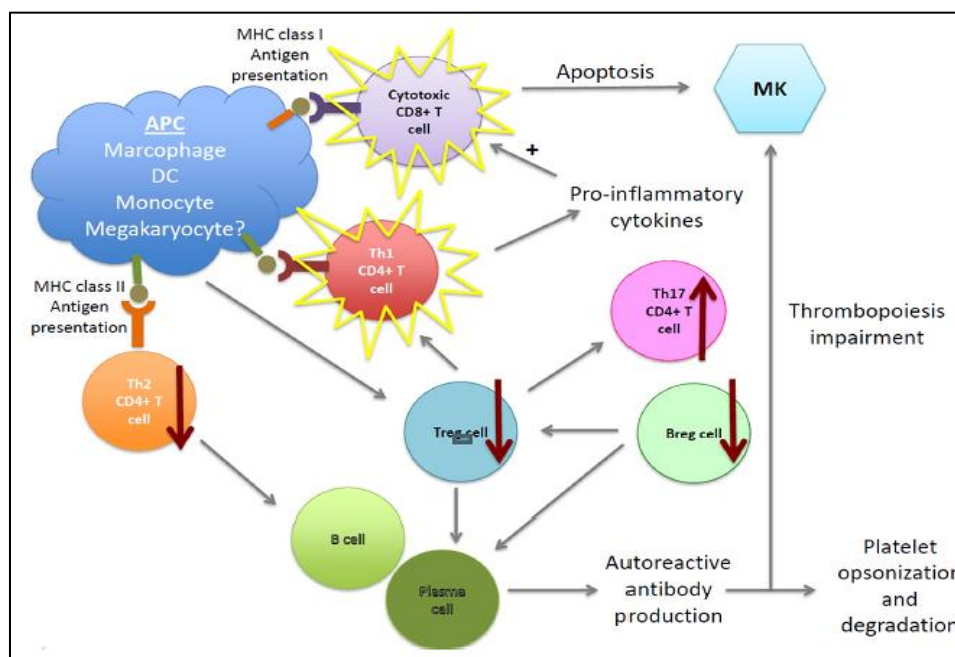 MHC class I
Antigen
presentation
Cytotoxic
CD8+ T
cell
Apoptosis
MK
APC
Marcophage
DC
Monocyte
Megakaryocyte?
+
Pro-inflammatory
cytokines
Th1
CD4+ T
cell
MHC class II
Antigen
presentation
Th17
CD4+ T
cell
Thrombopoiesis
impairment
Th2
CD4+ T
cell
Treg cell
Breg cell
B cell
Plasma
cell
Autoreactive
antibody
production
Platelet
opsonization
and
degradation